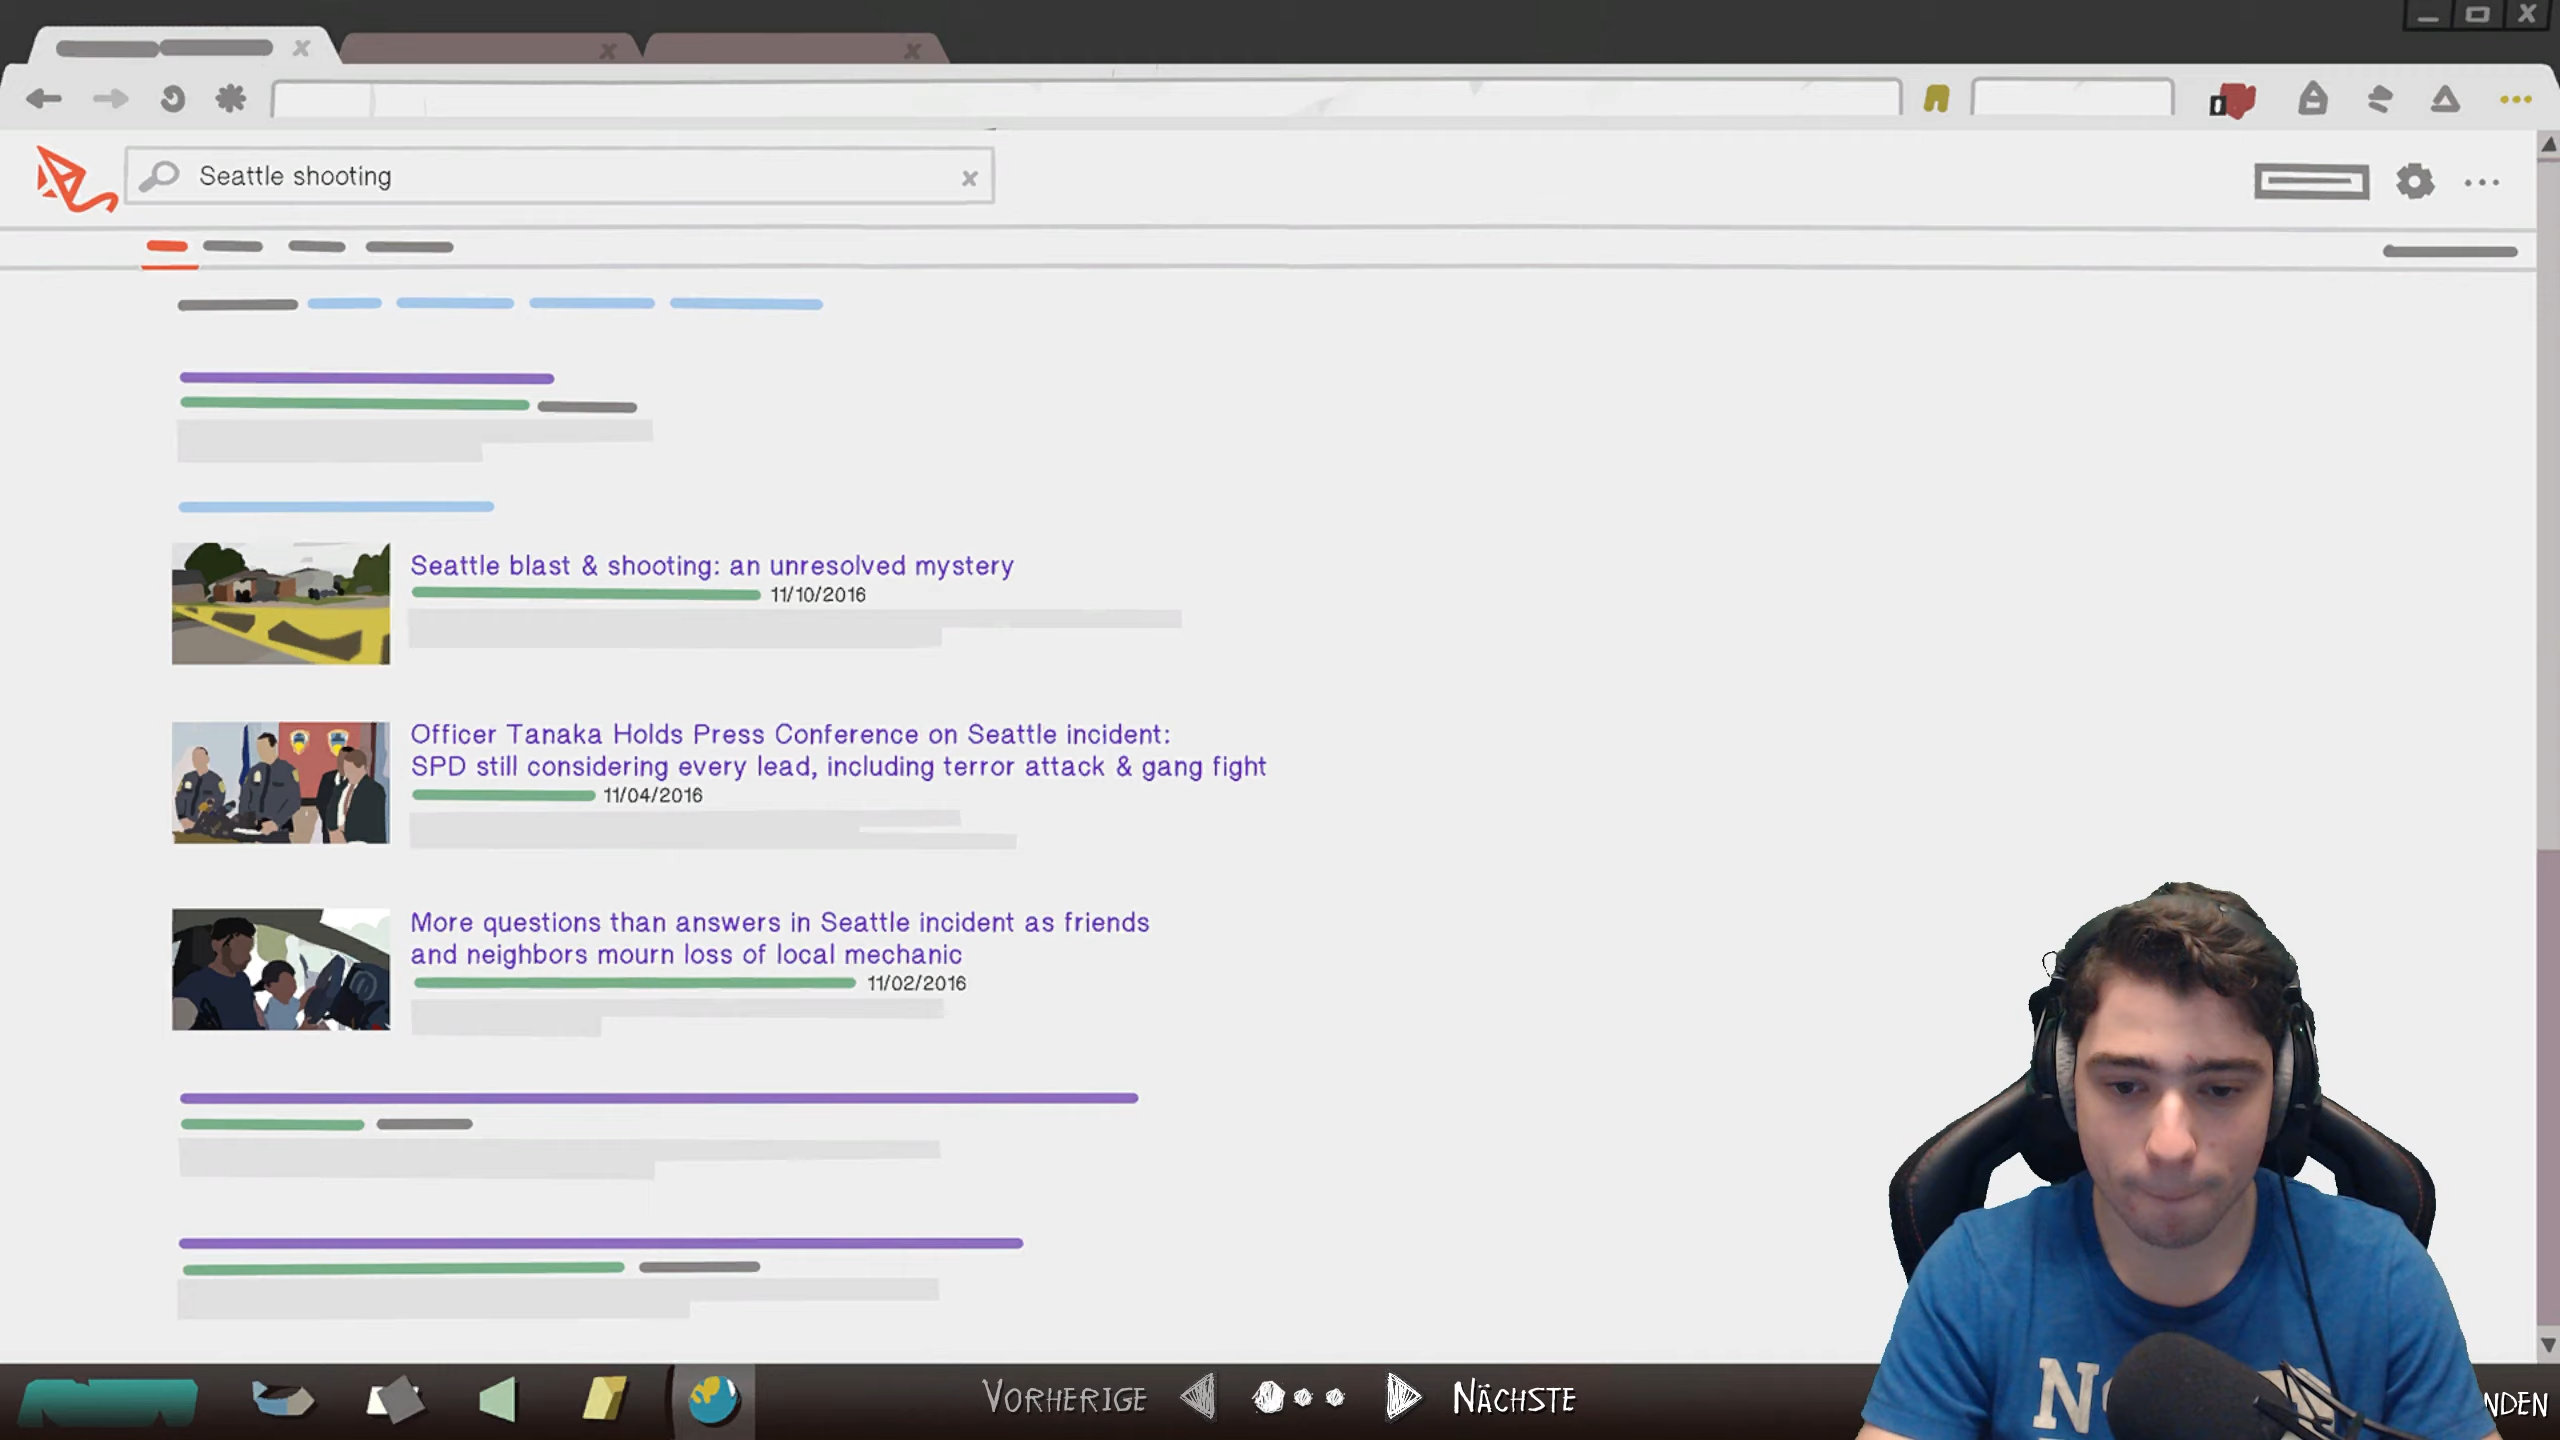 Seattle shooting
Seattle blast & shooting: an unresolved mystery
11/10/2016
Officer Tanaka Holds Press Conference on Seattle incident:
SPD still considering every lead, including terror attack & gang fight
11/04/2016
More questions than answers in Seattle incident as friends
and neighbors mourn loss of local mechanic
11/02/2016
VORHERIGE
NÄCHSTE